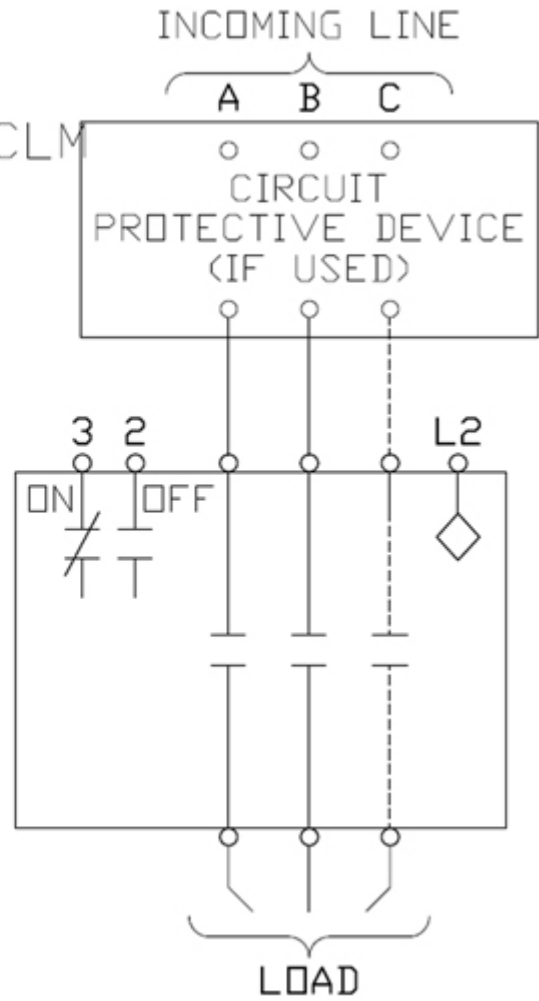 INCOMING LINE
A B C
CLM
CIRCUIT
PROTECTIVE DEVICE
(IF USED)
3 2 L2
ON OFF
LOAD